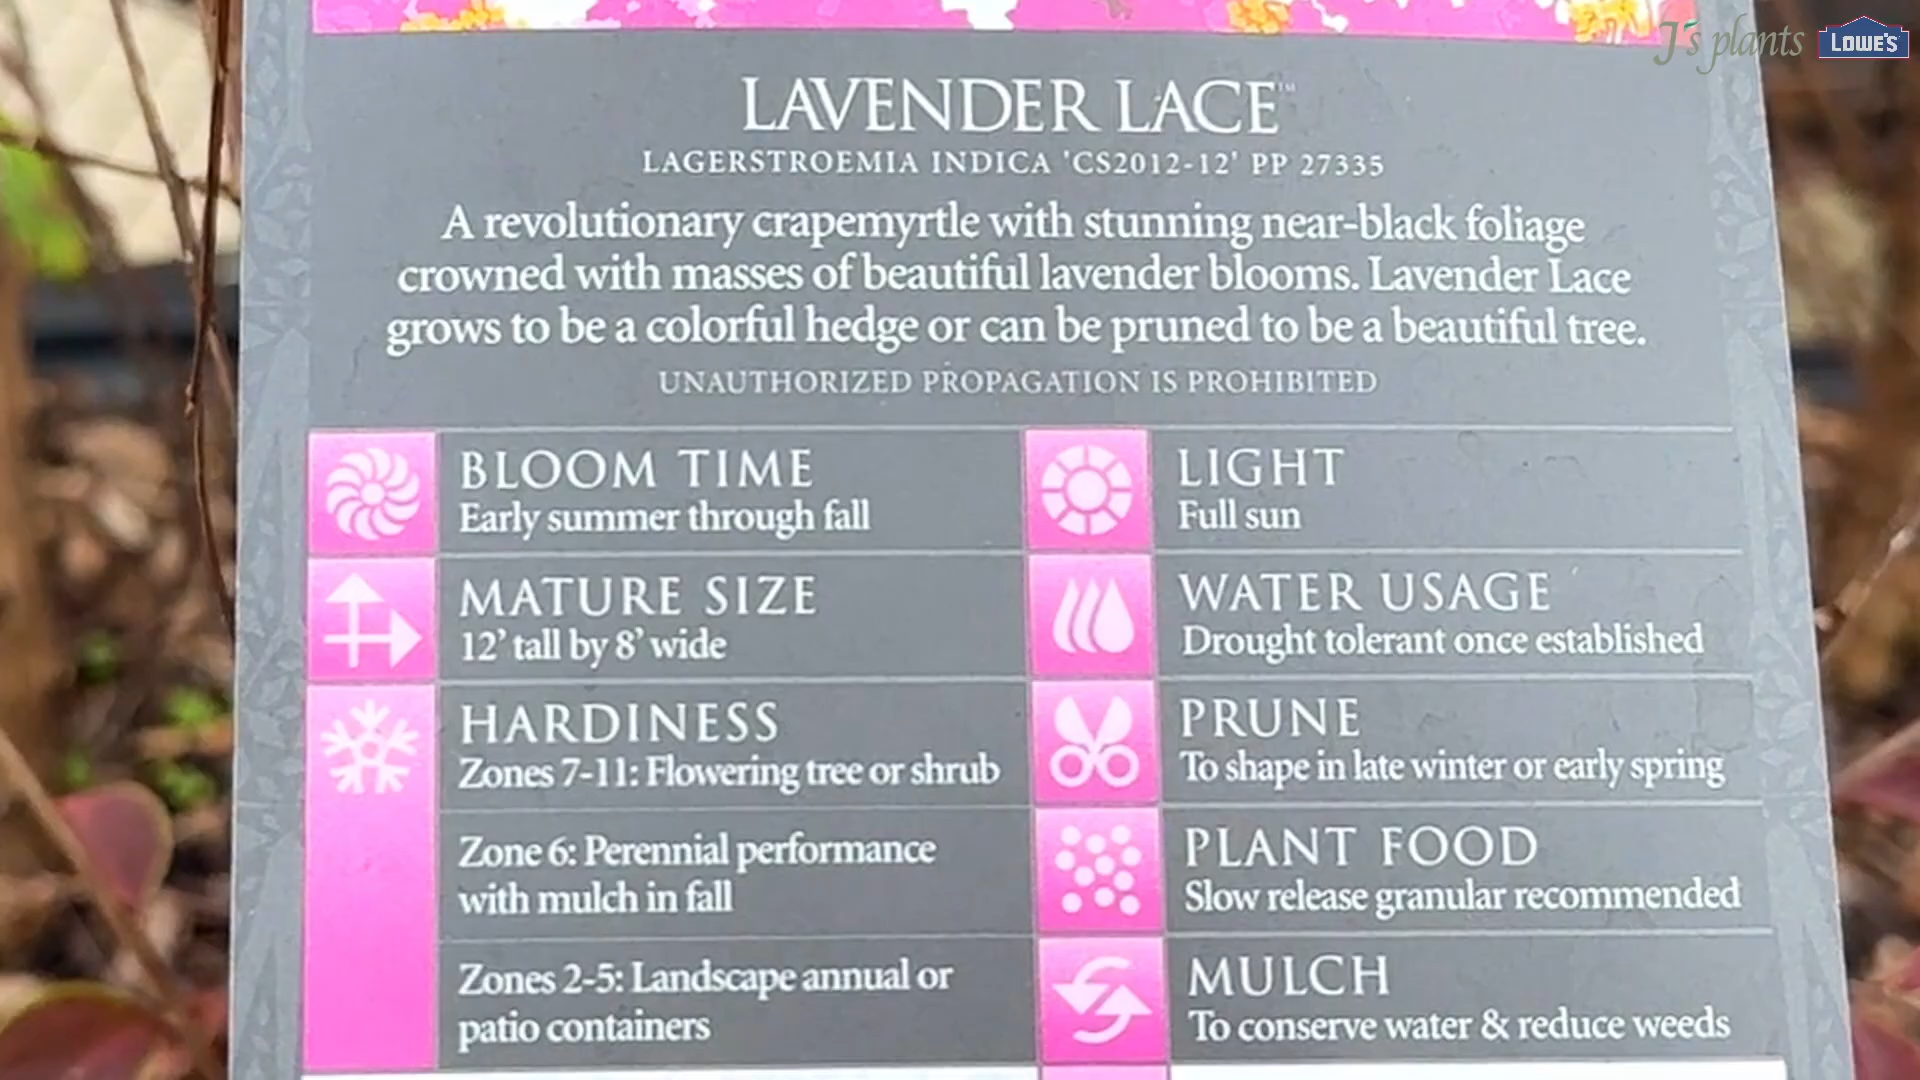 J's plants LOWE'S
LAVENDER LACE™
LAGERSTROEMIA INDICA 'CS2012-12' PP 27335
A revolutionary crapemyrtle with stunning near-black foliage
crowned with masses of beautiful lavender blooms. Lavender Lace
grows to be a colorful hedge or can be pruned to be a beautiful tree.
UNAUTHORIZED PROPAGATION IS PROHIBITED
BLOOM TIME
Early summer through fall
MATURE SIZE
12' tall by 8' wide
HARDINESS
Zones 7-11: Flowering tree or shrub
Zone 6: Perennial performance
with mulch in fall
Zones 2-5: Landscape annual or
patio containers
LIGHT
Full sun
WATER USAGE
Drought tolerant once established
PRUNE
To shape in late winter or early spring
PLANT FOOD
Slow release granular recommended
MULCH
To conserve water & reduce weeds